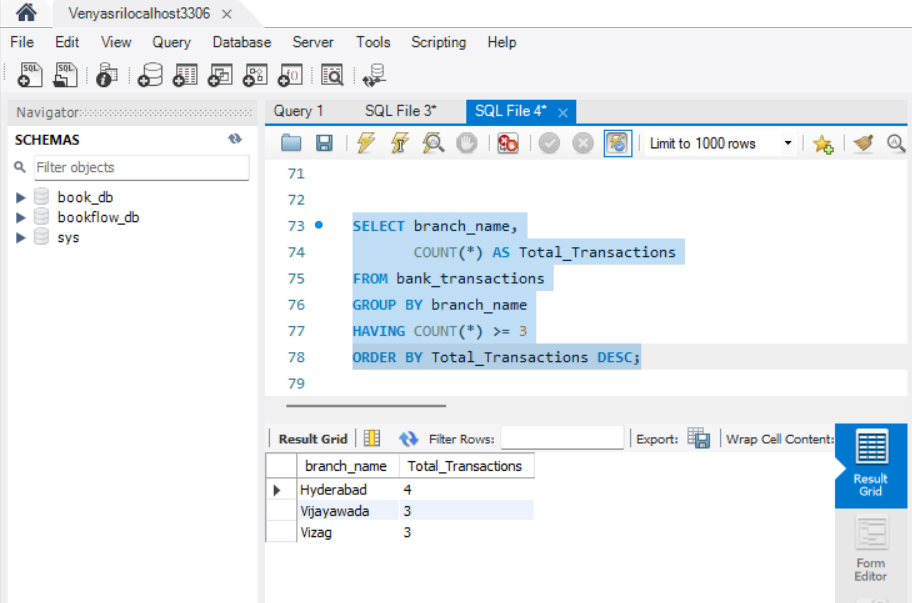 Venyasrilocalhost3306
File Edit View Query Database Server Tools Scripting Help
SQL SQL
Navigator
SCHEMAS
Filter objects
book_db
bookflow_db
sys
Query 1 SQL File 3* SQL File 4*
Limit to 1000 rows
71
72
73 SELECT branch_name,
74 COUNT(*) AS Total_Transactions
75 FROM bank_transactions
76 GROUP BY branch_name
77 HAVING COUNT(*) >= 3
78 ORDER BY Total_Transactions DESC;
79
Result Grid Filter Rows: Export: Wrap Cell Content:
branch_name Total_Transactions
Hyderabad 4
Vijayawada 3
Vizag 3
Result
Grid
Form
Editor